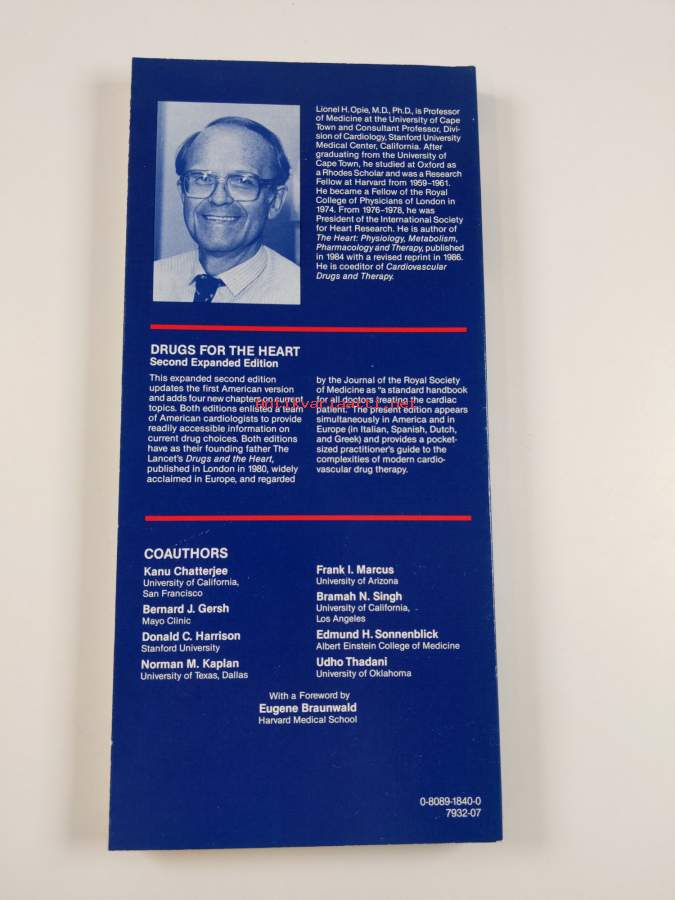 Lionel H. Opie, M.D., Ph.D., is Professor
of Medicine at the University of Cape
Town and Consultant Professor, Divi-
sion of Cardiology, Stanford University
Medical Center, California. After
graduating from the University of
Cape Town, he studied at Oxford as
a Rhodes Scholar and was a Research
Fellow at Harvard from 1959–1961.
He became a Fellow of the Royal
College of Physicians of London in
1974. From 1976–1978, he was
President of the International Society
for Heart Research. He is author of
The Heart: Physiology, Metabolism,
Pharmacology and Therapy, published
in 1984 with a revised reprint in 1986.
He is coeditor of Cardiovascular
Drugs and Therapy.
DRUGS FOR THE HEART
Second Expanded Edition
This expanded second edition
updates the first American version
and adds four new chapters on current
topics. Both editions enlisted a team
of American cardiologists to provide
readily accessible information on
current drug choices. Both editions
have as their founding father The
Lancet's Drugs and the Heart,
published in London in 1980, widely
acclaimed in Europe, and regarded
by the Journal of the Royal Society
of Medicine as "a standard handbook
for all doctors treating the cardiac
patient." The present edition appears
simultaneously in America and in
Europe (in Italian, Spanish, Dutch,
and Greek) and provides a pocket-
sized practitioner's guide to the
complexities of modern cardio-
vascular drug therapy.
antikvariaatti.net
COAUTHORS
Kanu Chatterjee
University of California,
San Francisco
Bernard J. Gersh
Mayo Clinic
Donald C. Harrison
Stanford University
Norman M. Kaplan
University of Texas, Dallas
Frank I. Marcus
University of Arizona
Bramah N. Singh
University of California,
Los Angeles
Edmund H. Sonnenblick
Albert Einstein College of Medicine
Udho Thadani
University of Oklahoma
With a Foreword by
Eugene Braunwald
Harvard Medical School
0-8089-1840-0
7932-07